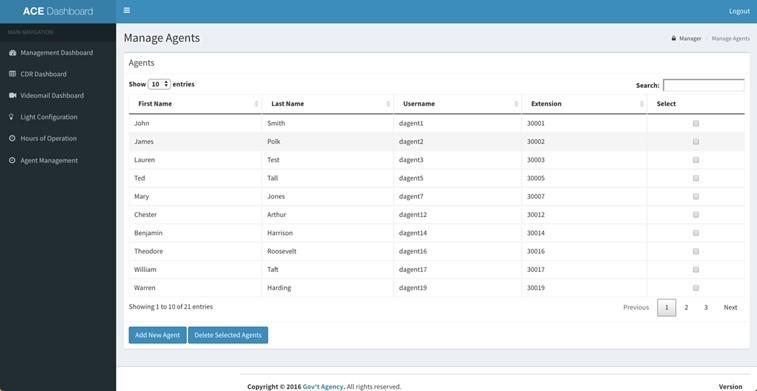 ACE Dashboard
Logout
MAIN NAVIGATION
Management Dashboard
CDR Dashboard
Videomail Dashboard
Light Configuration
Hours of Operation
Agent Management
Manage Agents
Manager / Manage Agents
Agents
Show 10 entries
Search:
First Name Last Name Username Extension Select
John Smith dagent1 30001
James Polk dagent2 30002
Lauren Test dagent3 30003
Ted Tall dagent5 30005
Mary Jones dagent7 30007
Chester Arthur dagent12 30012
Benjamin Harrison dagent14 30014
Theodore Roosevelt dagent16 30016
William Taft dagent17 30017
Warren Harding dagent19 30019
Showing 1 to 10 of 21 entries
Previous 1 2 3 Next
Add New Agent Delete Selected Agents
Copyright © 2016 Gov't Agency. All rights reserved. Version